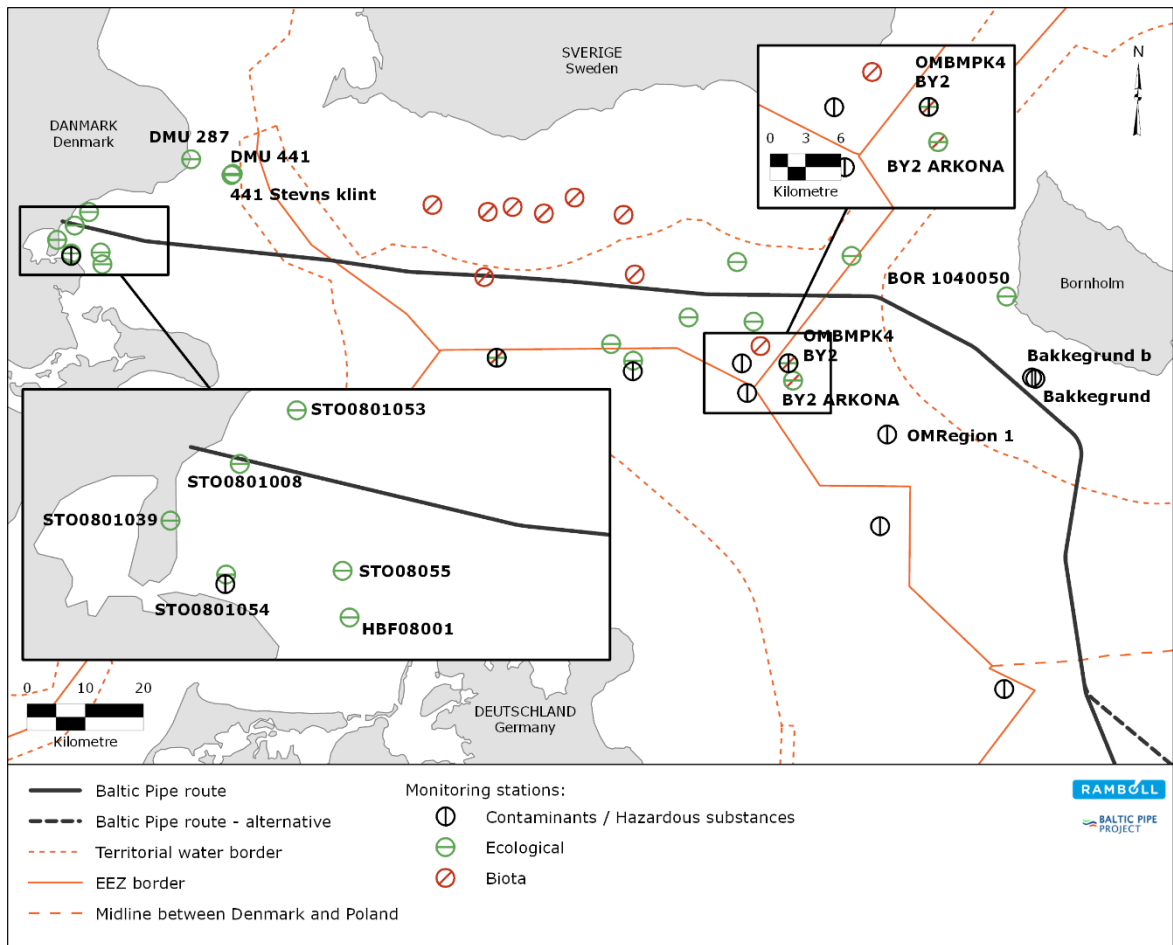 SVERIGE
Sweden
N
OMBMPK4
BY2
0 3 6
Kilometre
BY2 ARKONA
DANMARK
Denmark
DMU 287
DMU 441
441 Stevns klint
BOR 1040050
Bornholm
OMBMPK4
BY2
BY2 ARKONA
Bakkegrund b
Bakkegrund
OMRegion 1
STO0801053
STO0801008
STO0801039
STO08055
STO0801054
HBF08001
0 10 20
Kilometre
DEUTSCHLAND
Germany
Baltic Pipe route
Baltic Pipe route - alternative
Territorial water border
EEZ border
Midline between Denmark and Poland
Monitoring stations:
Contaminants / Hazardous substances
Ecological
Biota
RAMBOLL
BALTIC PIPE
PROJECT